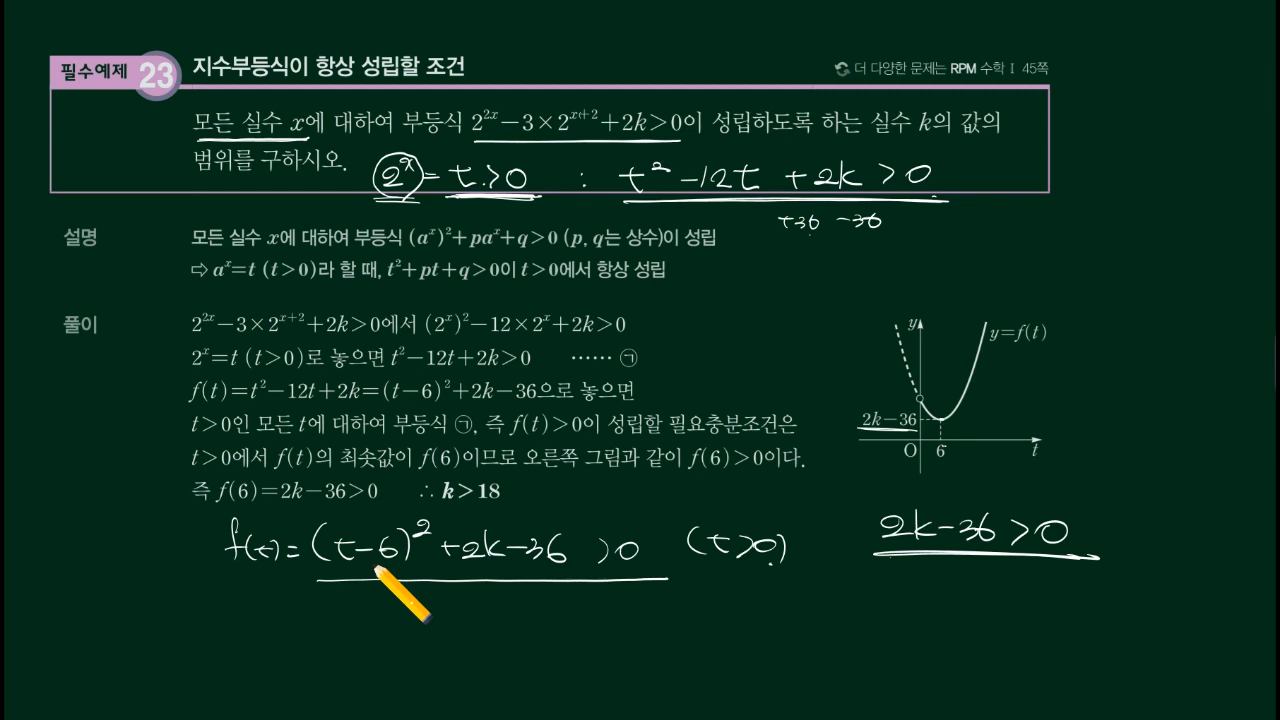 필수예제 23 지수부등식이 항상 성립할 조건 더 다양한 문제는 RPM 수학 Ⅰ 45쪽
모든 실수 x에 대하여 부등식 2^{2x}-3×2^{x+2}+2k>0이 성립하도록 하는 실수 k의 값의
범위를 구하시오.
2^x = t > 0 : t^2 -12t +2k > 0
+36 -36
설명 모든 실수 x에 대하여 부등식 (a^x)^2+pa^x+q>0 (p, q는 상수)이 성립
⇨ a^x=t (t>0)라 할 때, t^2+pt+q>0이 t>0에서 항상 성립
풀이 2^{2x}-3×2^{x+2}+2k>0에서 (2^x)^2-12×2^x+2k>0
2^x=t (t>0)로 놓으면 t^2-12t+2k>0 …… ㉠
f(t)=t^2-12t+2k=(t-6)^2+2k-36으로 놓으면
t>0인 모든 t에 대하여 부등식 ㉠, 즉 f(t)>0이 성립할 필요충분조건은
t>0에서 f(t)의 최솟값이 f(6)이므로 오른쪽 그림과 같이 f(6)>0이다.
즉 f(6)=2k-36>0 ∴ k>18
y
y=f(t)
2k-36
O 6 t
f(t) = (t-6)^2 +2k-36 >0 (t>0)
2k-36 >0